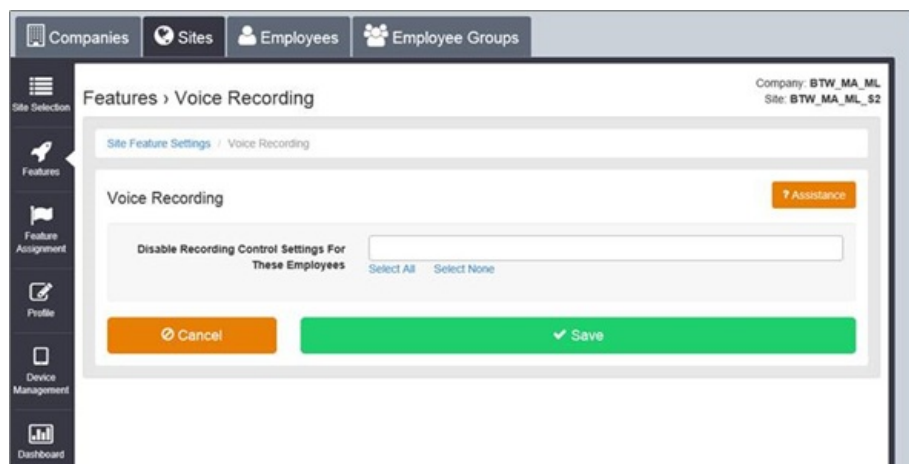 Companies
Sites
Employees
Employee Groups
Site Selection
Features
Feature
Assignment
Profile
Device
Management
Dashboard
Features › Voice Recording
Company: BTW_MA_ML
Site: BTW_MA_ML_S2
Site Feature Settings / Voice Recording
Voice Recording
? Assistance
Disable Recording Control Settings For
These Employees
Select All Select None
Cancel
Save